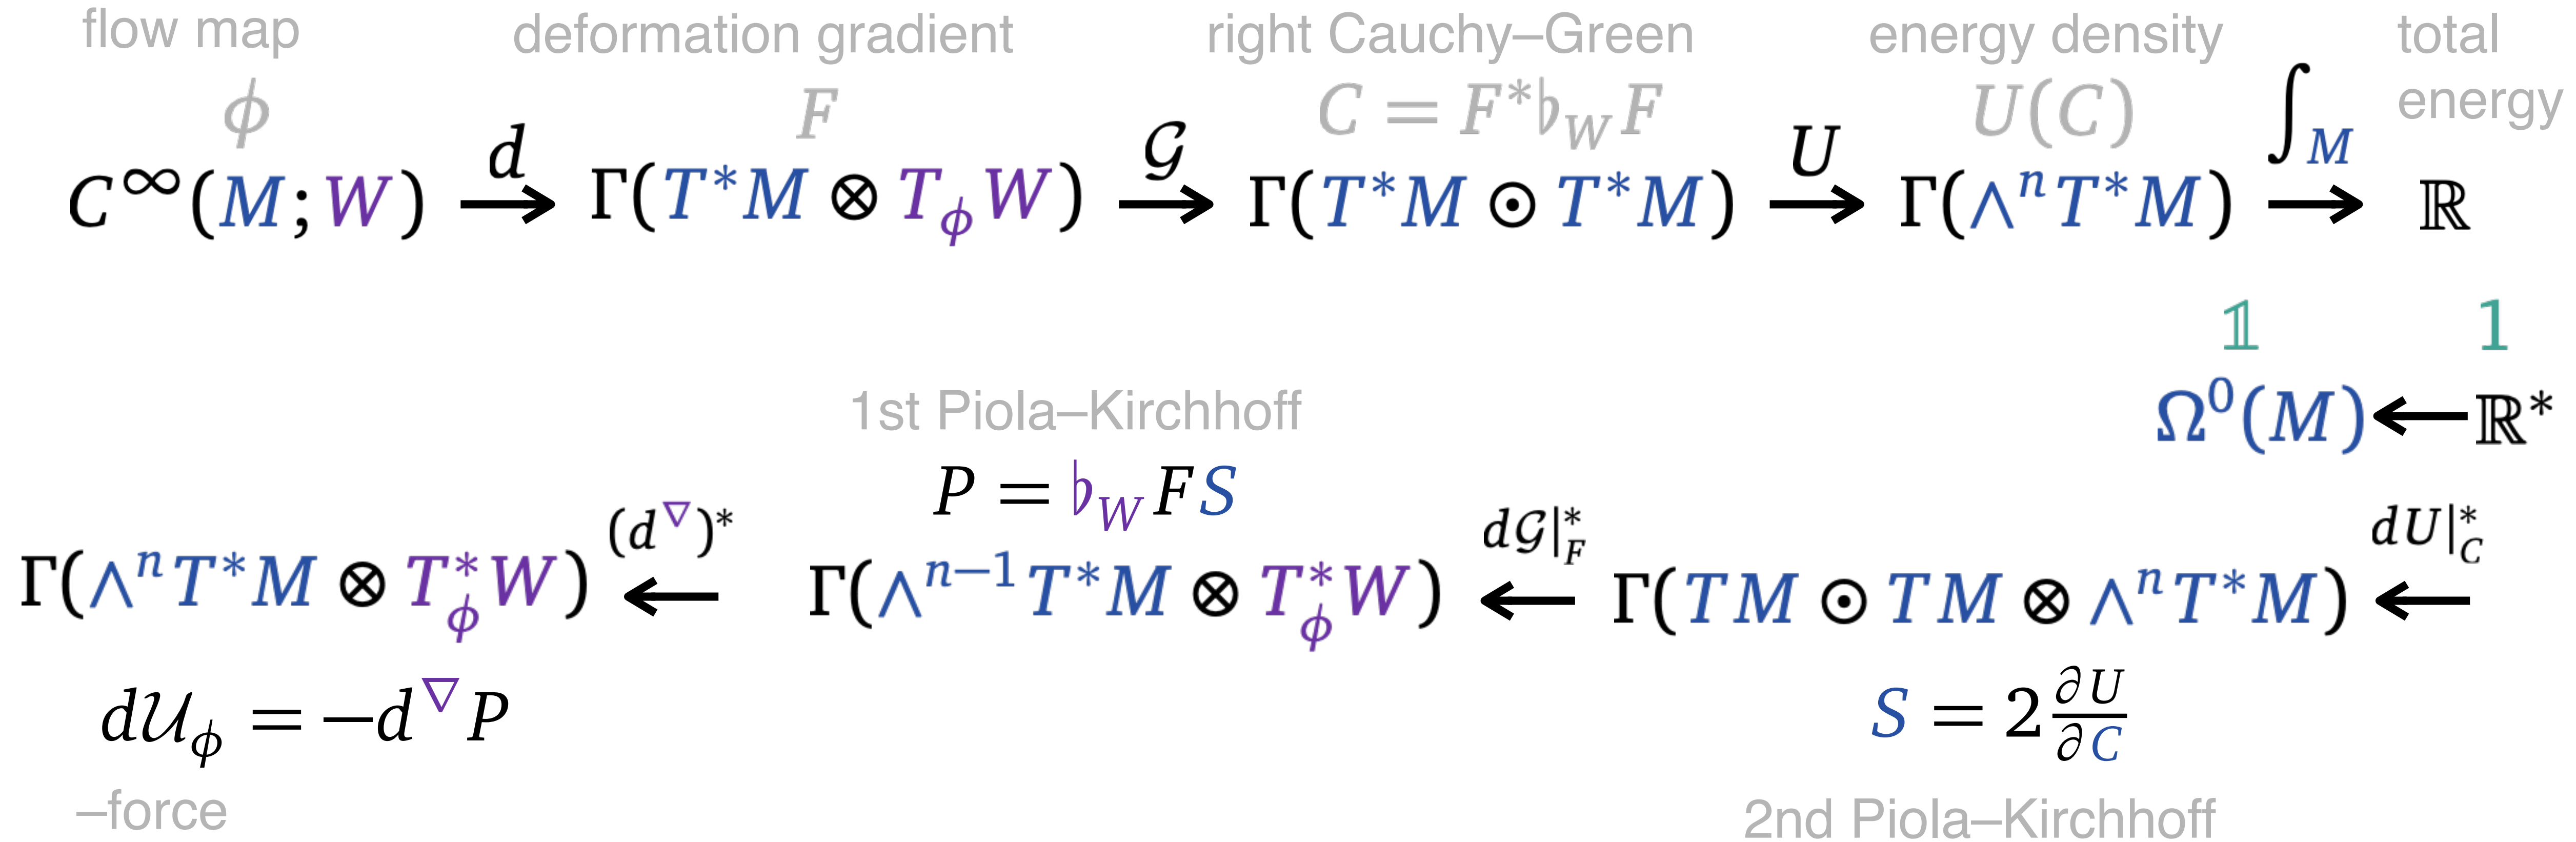 flow map deformation gradient right Cauchy–Green energy density total energy
ϕ F C = F*♭_W F U(C)
C^∞(M;W) →^d Γ(T*M ⊗ T_ϕW) →^𝒢 Γ(T*M ⊙ T*M) →^U Γ(∧^n T*M) →^{∫_M} ℝ
𝟙 1
Ω^0(M) ← ℝ*
1st Piola–Kirchhoff
P = ♭_W FS
Γ(∧^n T*M ⊗ T*_ϕW) ←^{(d^∇)*} Γ(∧^{n−1} T*M ⊗ T*_ϕW) ←^{d𝒢|*_F} Γ(TM ⊙ TM ⊗ ∧^n T*M) ←^{dU|*_C}
d𝒰_ϕ = −d^∇ P S = 2 ∂U/∂C
–force 2nd Piola–Kirchhoff